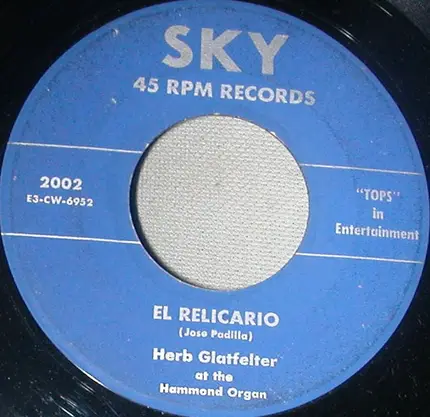 SKY
45 RPM RECORDS
2002
E3-CW-6952
"TOPS"
in
Entertainment
EL RELICARIO
(Jose Padilla)
Herb Glatfelter
at the
Hammond Organ